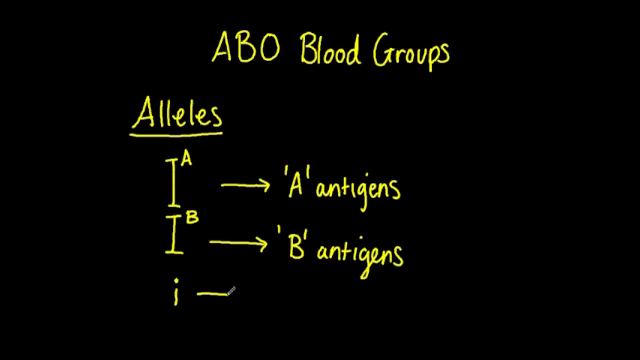 ABO Blood Groups
Alleles
I^A → 'A' antigens
I^B → 'B' antigens
i —